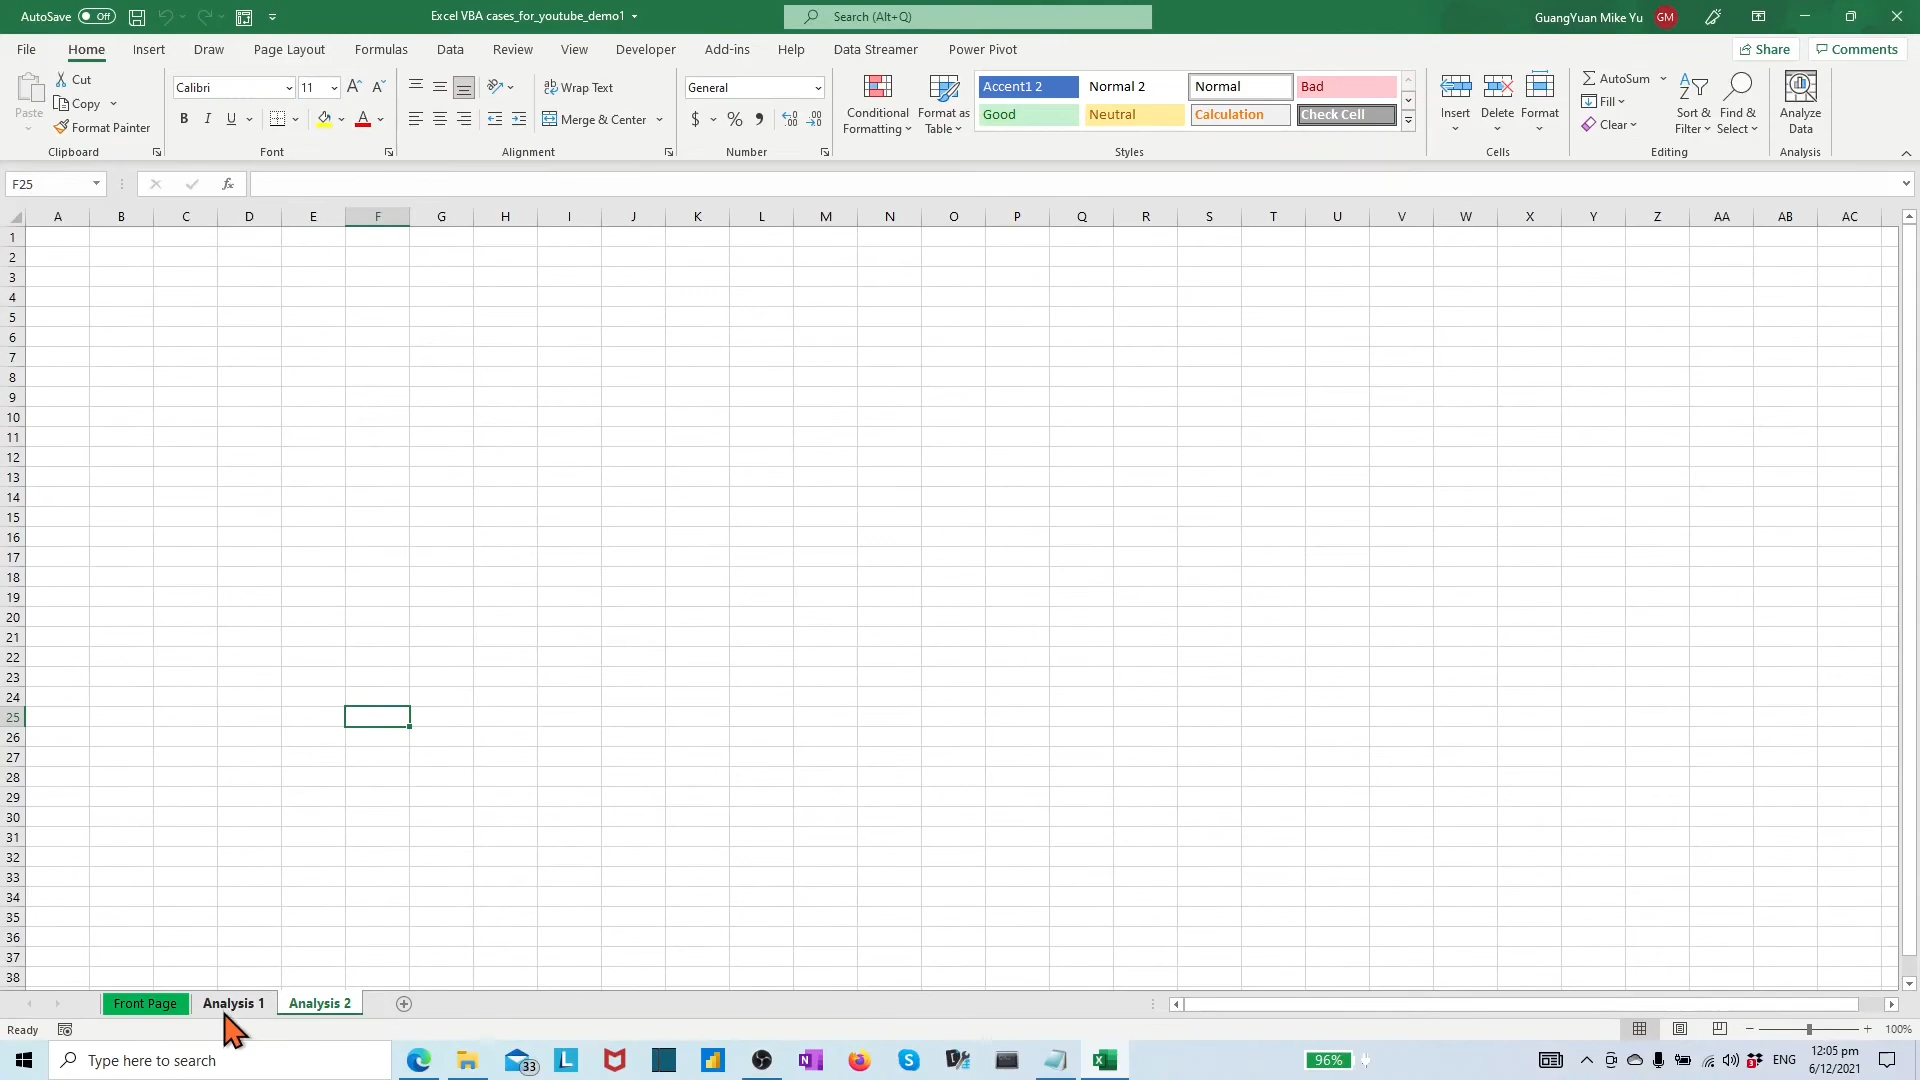 AutoSave Off Excel VBA cases_for_youtube_demo1 Search (Alt+Q) GuangYuan Mike Yu GM
File Home Insert Draw Page Layout Formulas Data Review View Developer Add-ins Help Data Streamer Power Pivot Share Comments
Paste
Cut
Copy
Format Painter
Clipboard
Calibri 11
B I U A
Font
Wrap Text
Merge & Center
Alignment
General
$ % 9
Number
Conditional
Formatting
Format as
Table
Accent1 2 Normal 2 Normal Bad
Good Neutral Calculation Check Cell
Styles
Insert Delete Format
Cells
AutoSum
Fill
Clear
Sort &
Filter
Find &
Select
Editing
Analyze
Data
Analysis
F25 fx
A B C D E F G H I J K L M N O P Q R S T U V W X Y Z AA AB AC
1
2
3
4
5
6
7
8
9
10
11
12
13
14
15
16
17
18
19
20
21
22
23
24
25
26
27
28
29
30
31
32
33
34
35
36
37
38
Front Page Analysis 1 Analysis 2
Ready 100%
Type here to search 33 L N S 96% 3 ENG 12:05 pm
6/12/2021